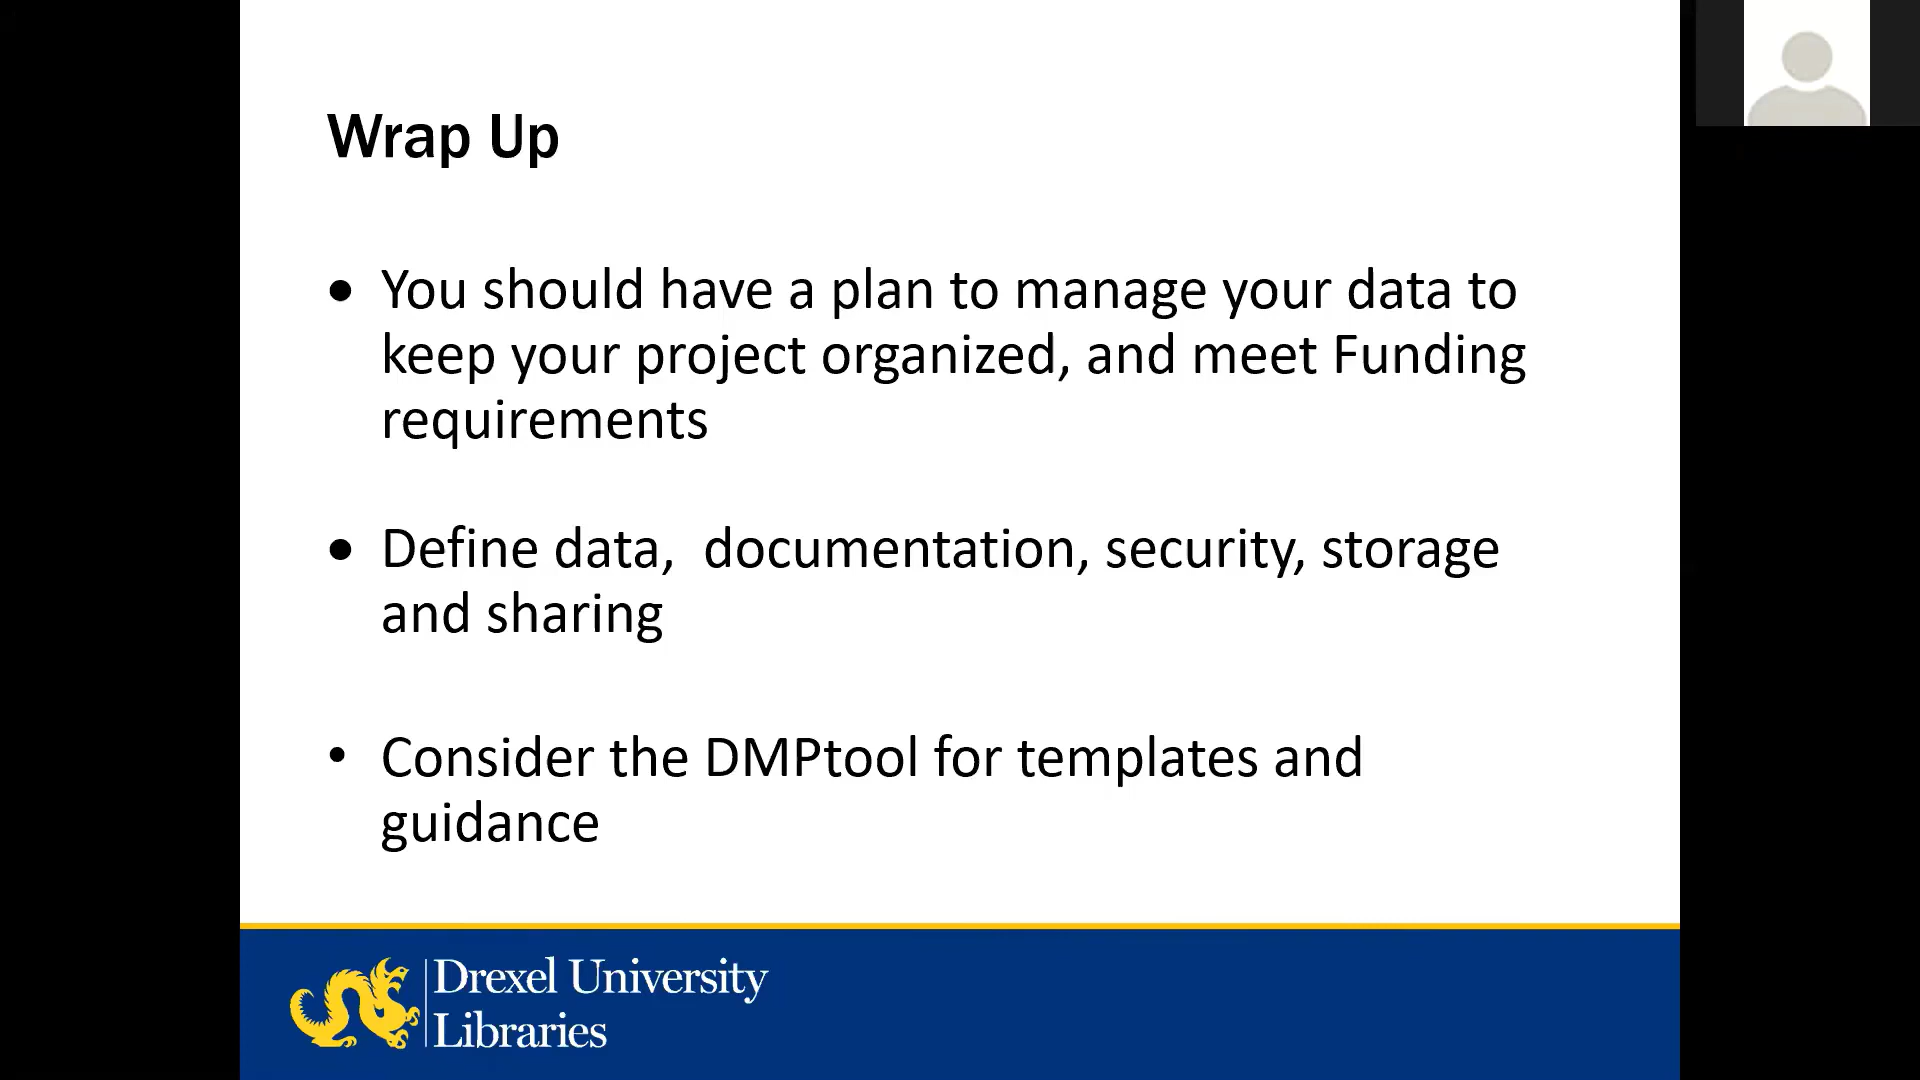 Wrap Up
• You should have a plan to manage your data to
keep your project organized, and meet Funding
requirements
• Define data,  documentation, security, storage
and sharing
• Consider the DMPtool for templates and
guidance
Drexel University
Libraries